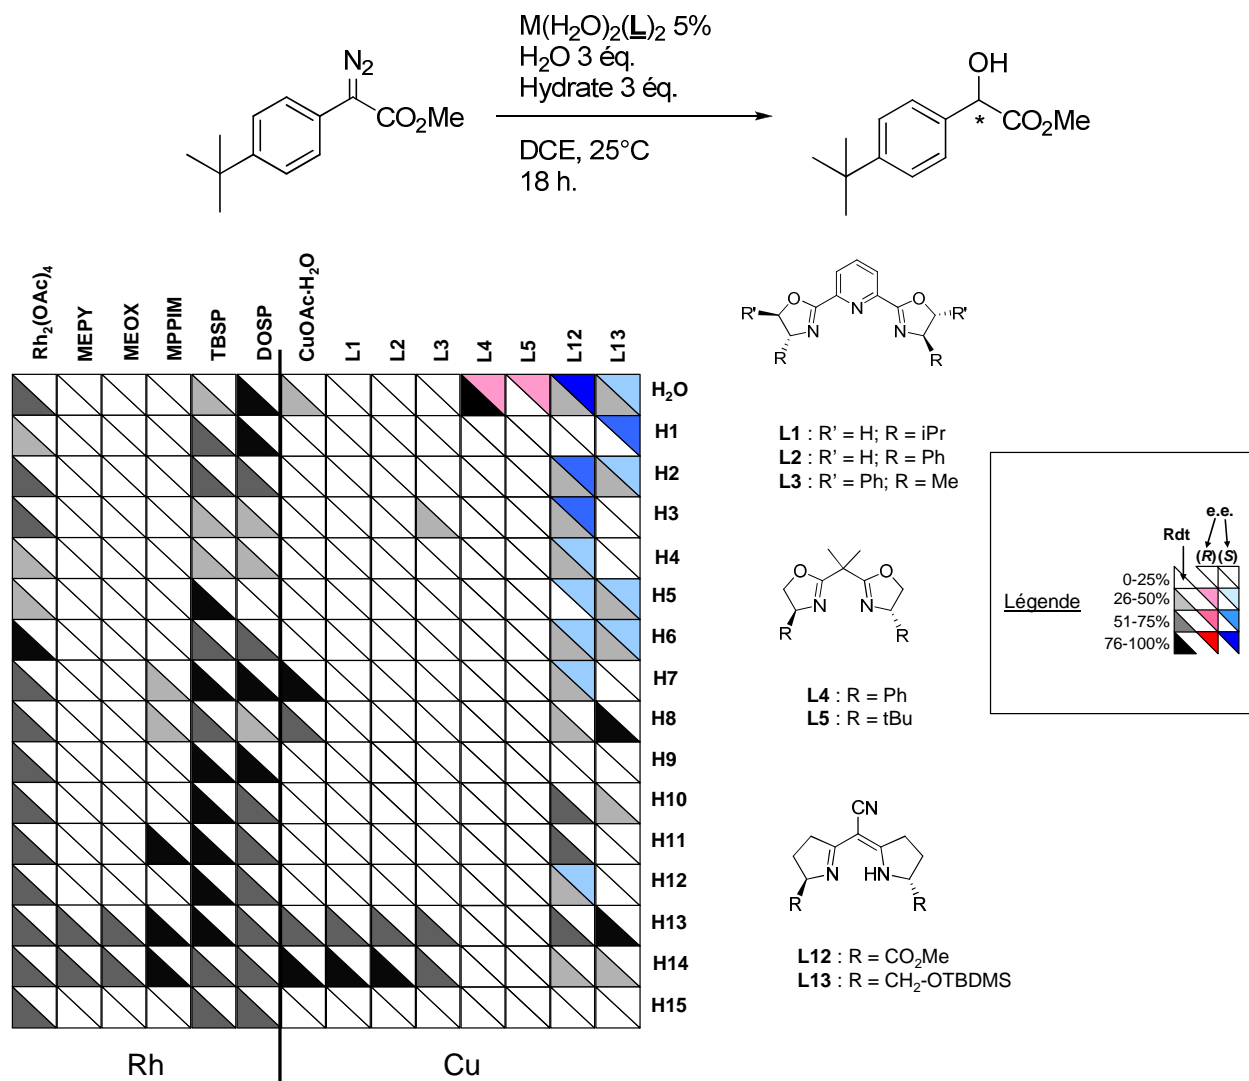 M(H₂O)₂(L)₂ 5%
H₂O 3 éq.
Hydrate 3 éq.
DCE, 25°C
18 h.
N₂
CO₂Me
OH
*
CO₂Me
Rh₂(OAc)₄
MEPY
MEOX
MPPIM
TBSP
DOSP
CuOAc·H₂O
L1
L2
L3
L4
L5
L12
L13
H₂O
H1
H2
H3
H4
H5
H6
H7
H8
H9
H10
H11
H12
H13
H14
H15
Rh
Cu
R'
O
N
R
N
O
N
R'
R
L1 : R' = H; R = iPr
L2 : R' = H; R = Ph
L3 : R' = Ph; R = Me
O
O
N
N
R
R
L4 : R = Ph
L5 : R = tBu
CN
N
HN
R
R
L12 : R = CO₂Me
L13 : R = CH₂-OTBDMS
Légende
e.e.
Rdt
(R) (S)
0-25%
26-50%
51-75%
76-100%